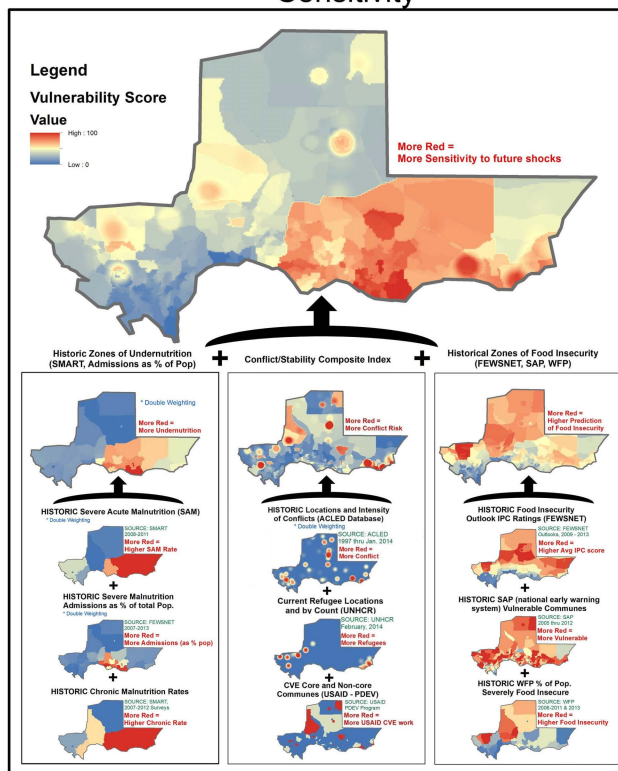 Sensitivity
Legend
Vulnerability Score
Value
High : 100
Low : 0
More Red =
More Sensitivity to future shocks
Historic Zones of Undernutrition
(SMART, Admissions as % of Pop)
+
Conflict/Stability Composite Index
+
Historical Zones of Food Insecurity
(FEWSNET, SAP, WFP)
* Double Weighting
More Red =
More Undernutrition
HISTORIC Severe Acute Malnutrition (SAM)
* Double Weighting
SOURCE: SMART
2008-2011
More Red =
Higher SAM Rate
+
HISTORIC Severe Malnutrition
Admissions as % of total Pop.
* Double Weighting
SOURCE: FEWSNET
2007-2013
More Red =
More Admissions (as % pop)
+
HISTORIC Chronic Malnutrition Rates
SOURCE: SMART,
2007-2012 Surveys
More Red =
Higher Chronic Rate
More Red =
More Conflict Risk
HISTORIC Locations and Intensity
of Conflicts (ACLED Database)
* Double Weighting
SOURCE: ACLED
1997 thru Jan. 2014
More Red =
More Conflict
+
Current Refugee Locations
and by Count (UNHCR)
SOURCE: UNHCR
February, 2014
More Red =
More Refugees
+
CVE Core and Non-core
Communes (USAID - PDEV)
SOURCE: USAID
PDEV Program
More Red =
More USAID CVE work
More Red =
Higher Prediction
of Food Insecurity
HISTORIC Food Insecurity
Outlook IPC Ratings (FEWSNET)
SOURCE: FEWSNET
Outlooks, 2009 - 2013
More Red =
Higher Avg IPC score
+
HISTORIC SAP (national early warning
system) Vulnerable Communes
SOURCE: SAP
2005 thru 2012
More Red =
More Vulnerable
+
HISTORIC WFP % of Pop.
Severely Food Insecure
SOURCE: WFP
2006-2011 & 2013
More Red =
Higher Food Insecurity